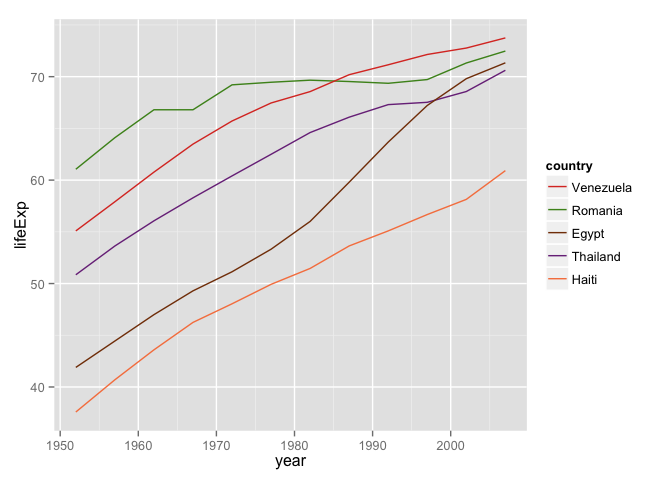 lifeExp
70
60
50
40
1950 1960 1970 1980 1990 2000
year
country
Venezuela
Romania
Egypt
Thailand
Haiti